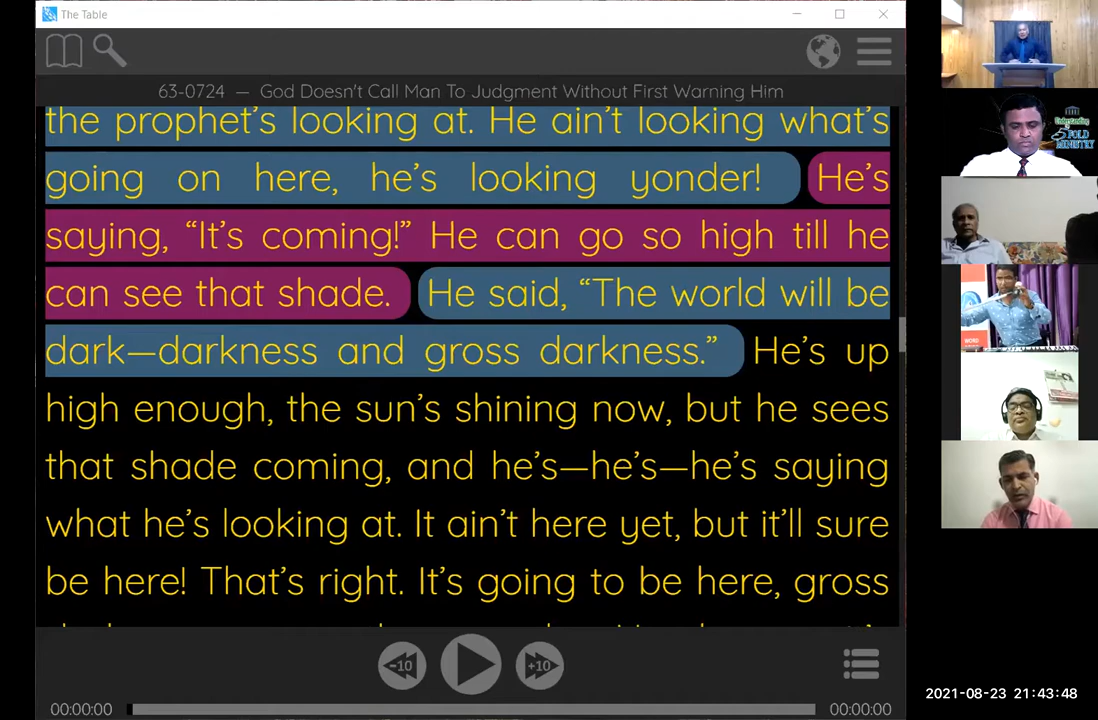 The Table
63-0724 — God Doesn't Call Man To Judgment Without First Warning Him
the prophet's looking at. He ain't looking what's
going on here, he's looking yonder! He's
saying, “It's coming!” He can go so high till he
can see that shade. He said, “The world will be
dark—darkness and gross darkness.” He's up
high enough, the sun's shining now, but he sees
that shade coming, and he's—he's—he's saying
what he's looking at. It ain't here yet, but it'll sure
be here! That's right. It's going to be here, gross
-10
+10
00:00:00
00:00:00
Understanding
5 FOLD
MINISTRY
WORD
2021-08-23 21:43:48